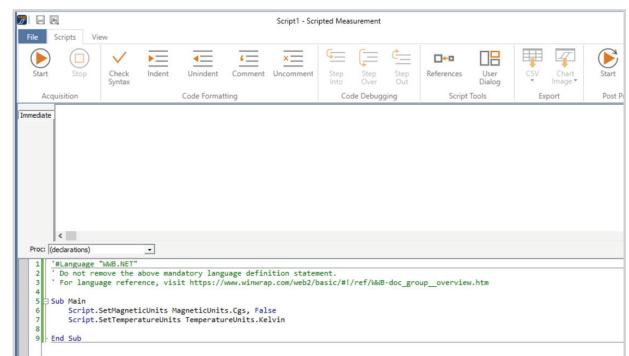 Script1 - Scripted Measurement
File Scripts View
Start Stop Check Syntax Indent Unindent Comment Uncomment Step Into Step Over Step Out References User Dialog CSV Chart Image Start
Acquisition Code Formatting Code Debugging Script Tools Export Post P
Immediate
Proc: (declarations)
1 '#Language "WWB.NET"
2 ' Do not remove the above mandatory language definition statement.
3 ' For language reference, visit https://www.winwrap.com/web2/basic/#!/ref/WWB-doc_group__overview.htm
4
5 Sub Main
6 Script.SetMagneticUnits MagneticUnits.Cgs, False
7 Script.SetTemperatureUnits TemperatureUnits.Kelvin
8
9 End Sub